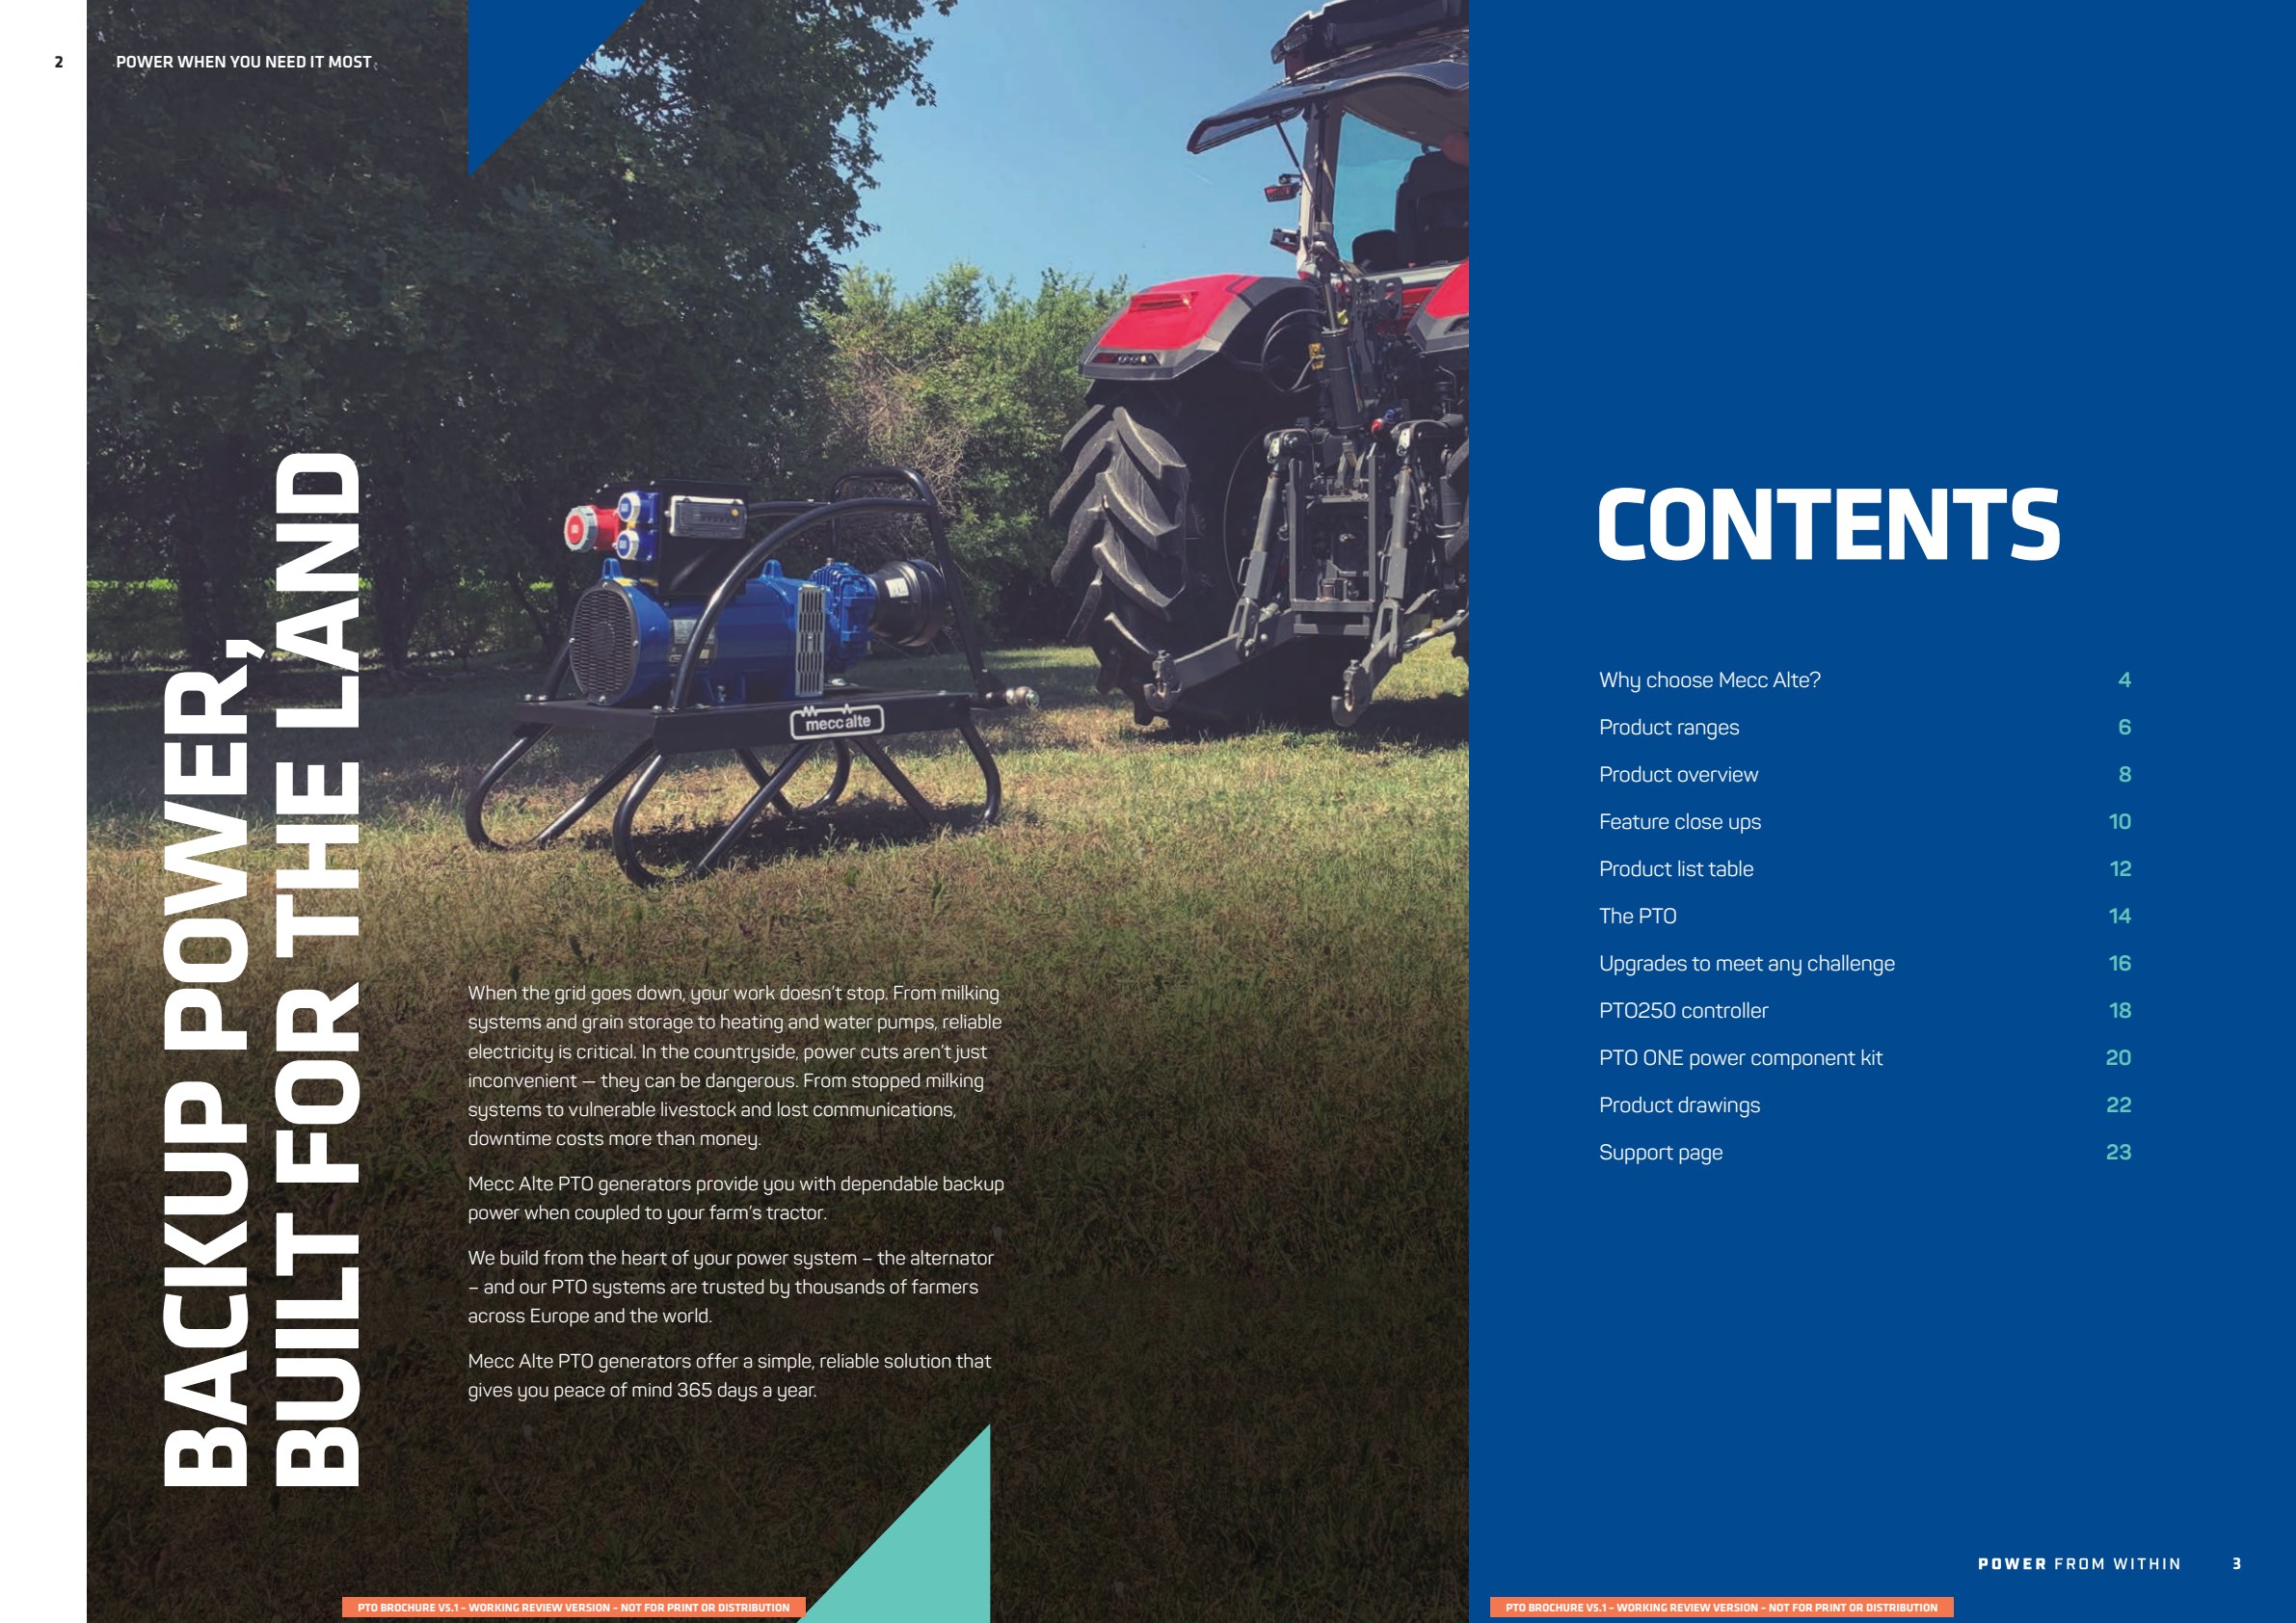 2
POWER WHEN YOU NEED IT MOST
BACKUP POWER,
BUILT FOR THE LAND
mecc alte
When the grid goes down, your work doesn’t stop. From milking
systems and grain storage to heating and water pumps, reliable
electricity is critical. In the countryside, power cuts aren’t just
inconvenient — they can be dangerous. From stopped milking
systems to vulnerable livestock and lost communications,
downtime costs more than money.
Mecc Alte PTO generators provide you with dependable backup
power when coupled to your farm’s tractor.
We build from the heart of your power system – the alternator
– and our PTO systems are trusted by thousands of farmers
across Europe and the world.
Mecc Alte PTO generators offer a simple, reliable solution that
gives you peace of mind 365 days a year.
PTO BROCHURE V5.1 – WORKING REVIEW VERSION – NOT FOR PRINT OR DISTRIBUTION
CONTENTS
Why choose Mecc Alte? 4
Product ranges 6
Product overview 8
Feature close ups 10
Product list table 12
The PTO 14
Upgrades to meet any challenge 16
PTO250 controller 18
PTO ONE power component kit 20
Product drawings 22
Support page 23
POWER FROM WITHIN 3
PTO BROCHURE V5.1 – WORKING REVIEW VERSION – NOT FOR PRINT OR DISTRIBUTION